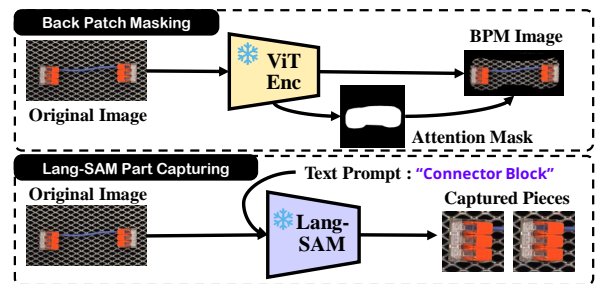 Back Patch Masking
BPM Image
ViT
Enc
Original Image
Attention Mask
Lang-SAM Part Capturing
Original Image
Text Prompt : “Connector Block”
Captured Pieces
Lang-
SAM